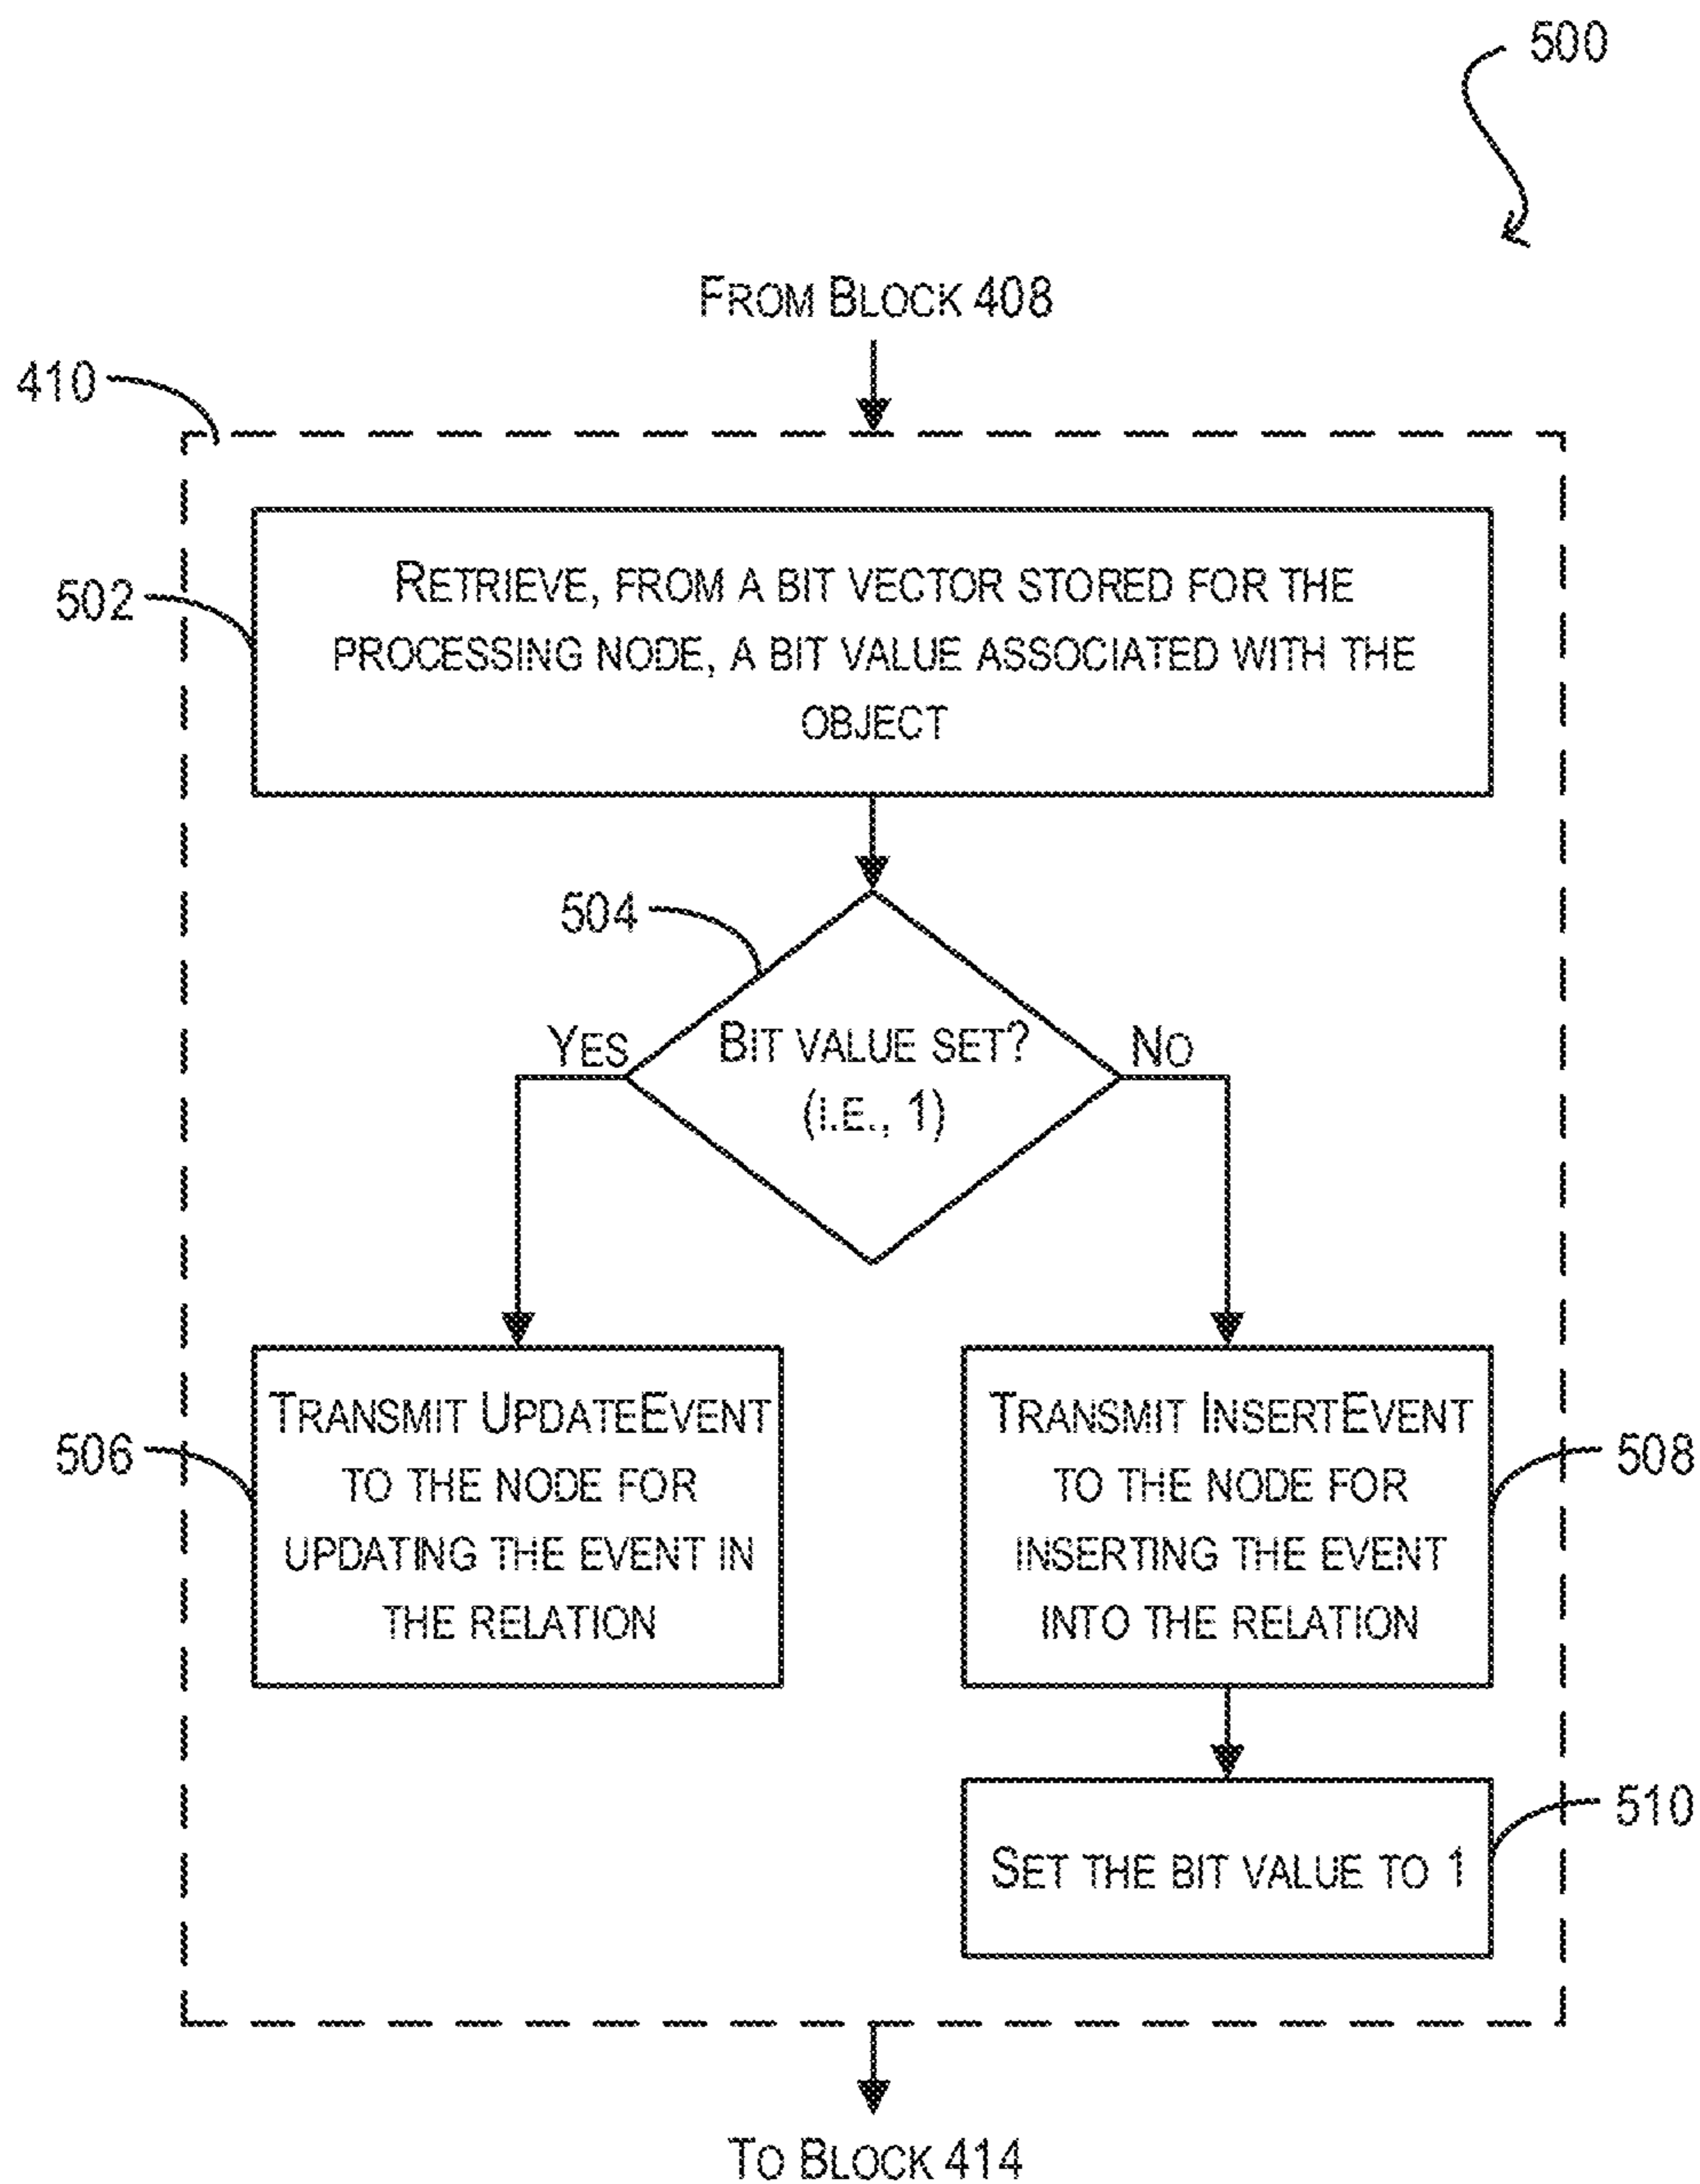 500
FROM BLOCK 408
410
502
RETRIEVE, FROM A BIT VECTOR STORED FOR THE
PROCESSING NODE, A BIT VALUE ASSOCIATED WITH THE
OBJECT
504
YES
BIT VALUE SET?
(I.E., 1)
NO
506
TRANSMIT UPDATEEVENT
TO THE NODE FOR
UPDATING THE EVENT IN
THE RELATION
TRANSMIT INSERTEVENT
TO THE NODE FOR
INSERTING THE EVENT
INTO THE RELATION
508
SET THE BIT VALUE TO 1
510
TO BLOCK 414